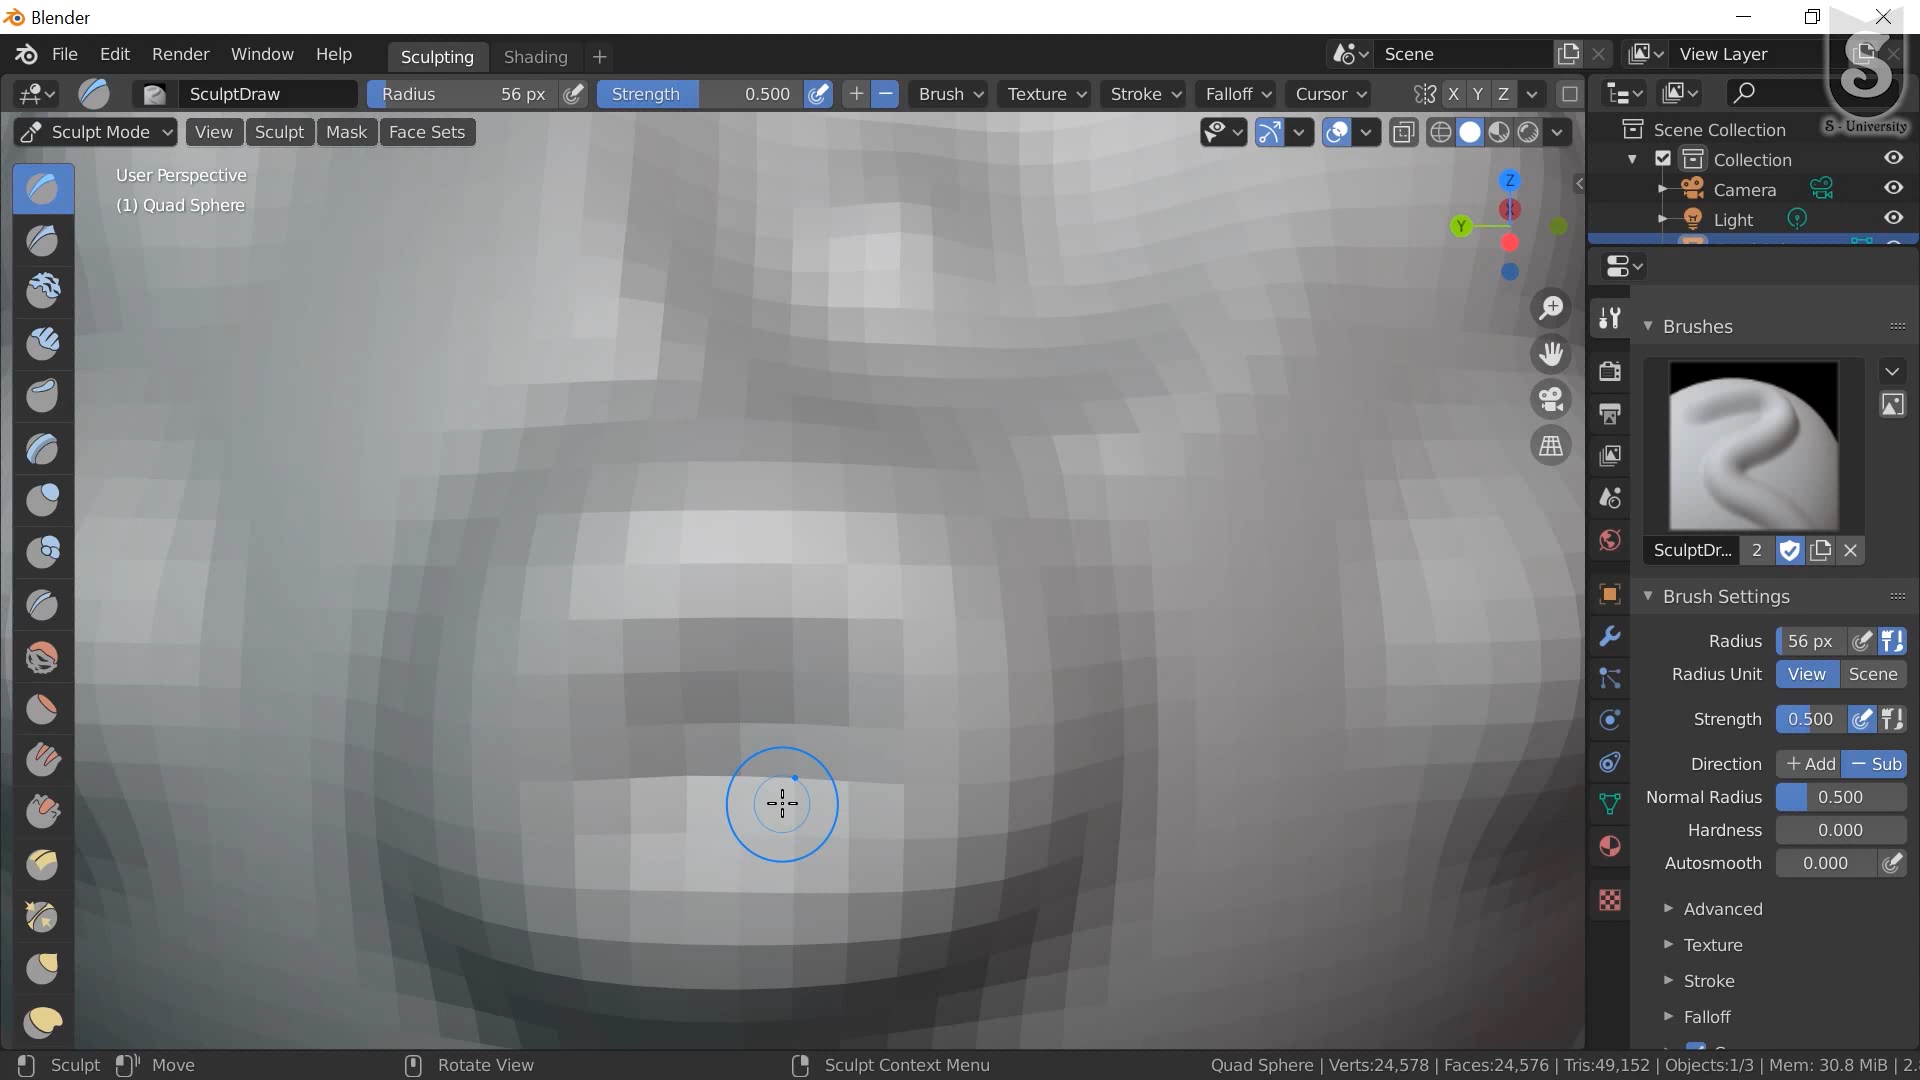 Blender
File Edit Render Window Help Sculpting Shading Scene View Layer
SculptDraw Radius 56 px Strength 0.500 Brush Texture Stroke Falloff Cursor X Y Z
S
S - University
Sculpt Mode View Sculpt Mask Face Sets
User Perspective
(1) Quad Sphere
Z
X
Y
Scene Collection
Collection
Camera
Light
Brushes
SculptDr... 2
Brush Settings
Radius 56 px
Radius Unit View Scene
Strength 0.500
Direction + Add − Sub
Normal Radius 0.500
Hardness 0.000
Autosmooth 0.000
Advanced
Texture
Stroke
Falloff
Sculpt Move Rotate View Sculpt Context Menu Quad Sphere | Verts:24,578 | Faces:24,576 | Tris:49,152 | Objects:1/3 | Mem: 30.8 MiB | 2.